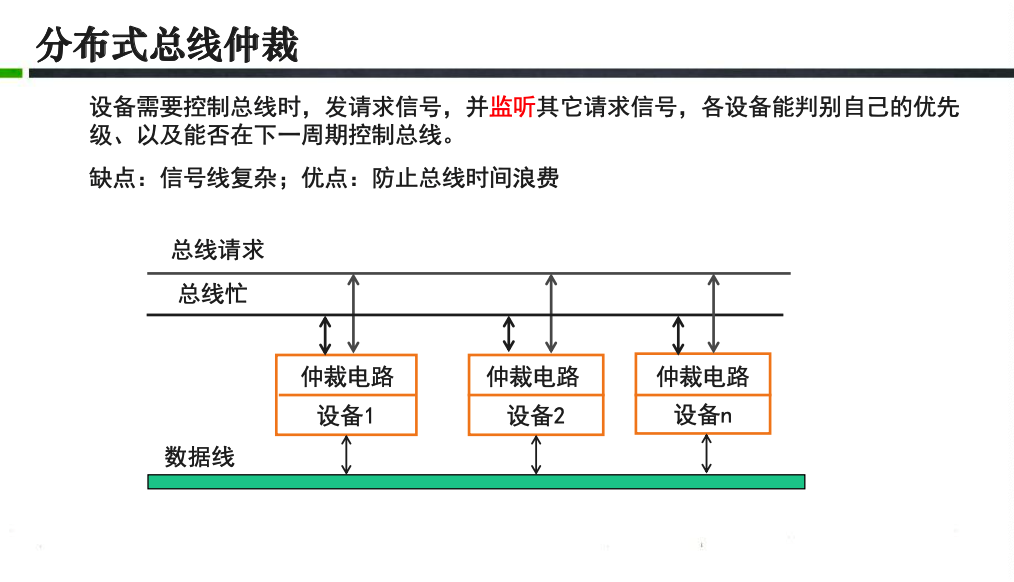 分布式总线仲裁
设备需要控制总线时，发请求信号，并监听其它请求信号，各设备能判别自己的优先
级、以及能否在下一周期控制总线。
缺点：信号线复杂；优点：防止总线时间浪费
总线请求
总线忙
仲裁电路 仲裁电路 仲裁电路
设备1 设备2 设备n
数据线